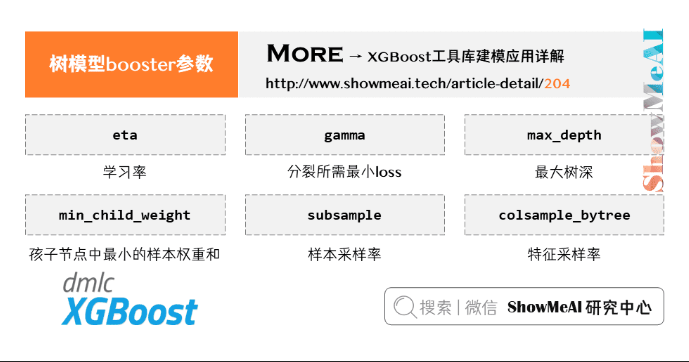 树模型booster参数
MORE → XGBoost工具库建模应用详解
http://www.showmeai.tech/article-detail/204
ShowMeAI
eta
gamma
max_depth
学习率
分裂所需最小loss
最大树深
min_child_weight
subsample
colsample_bytree
孩子节点中最小的样本权重和
样本采样率
特征采样率
dmlc
XGBoost
搜索 | 微信 ShowMeAI 研究中心